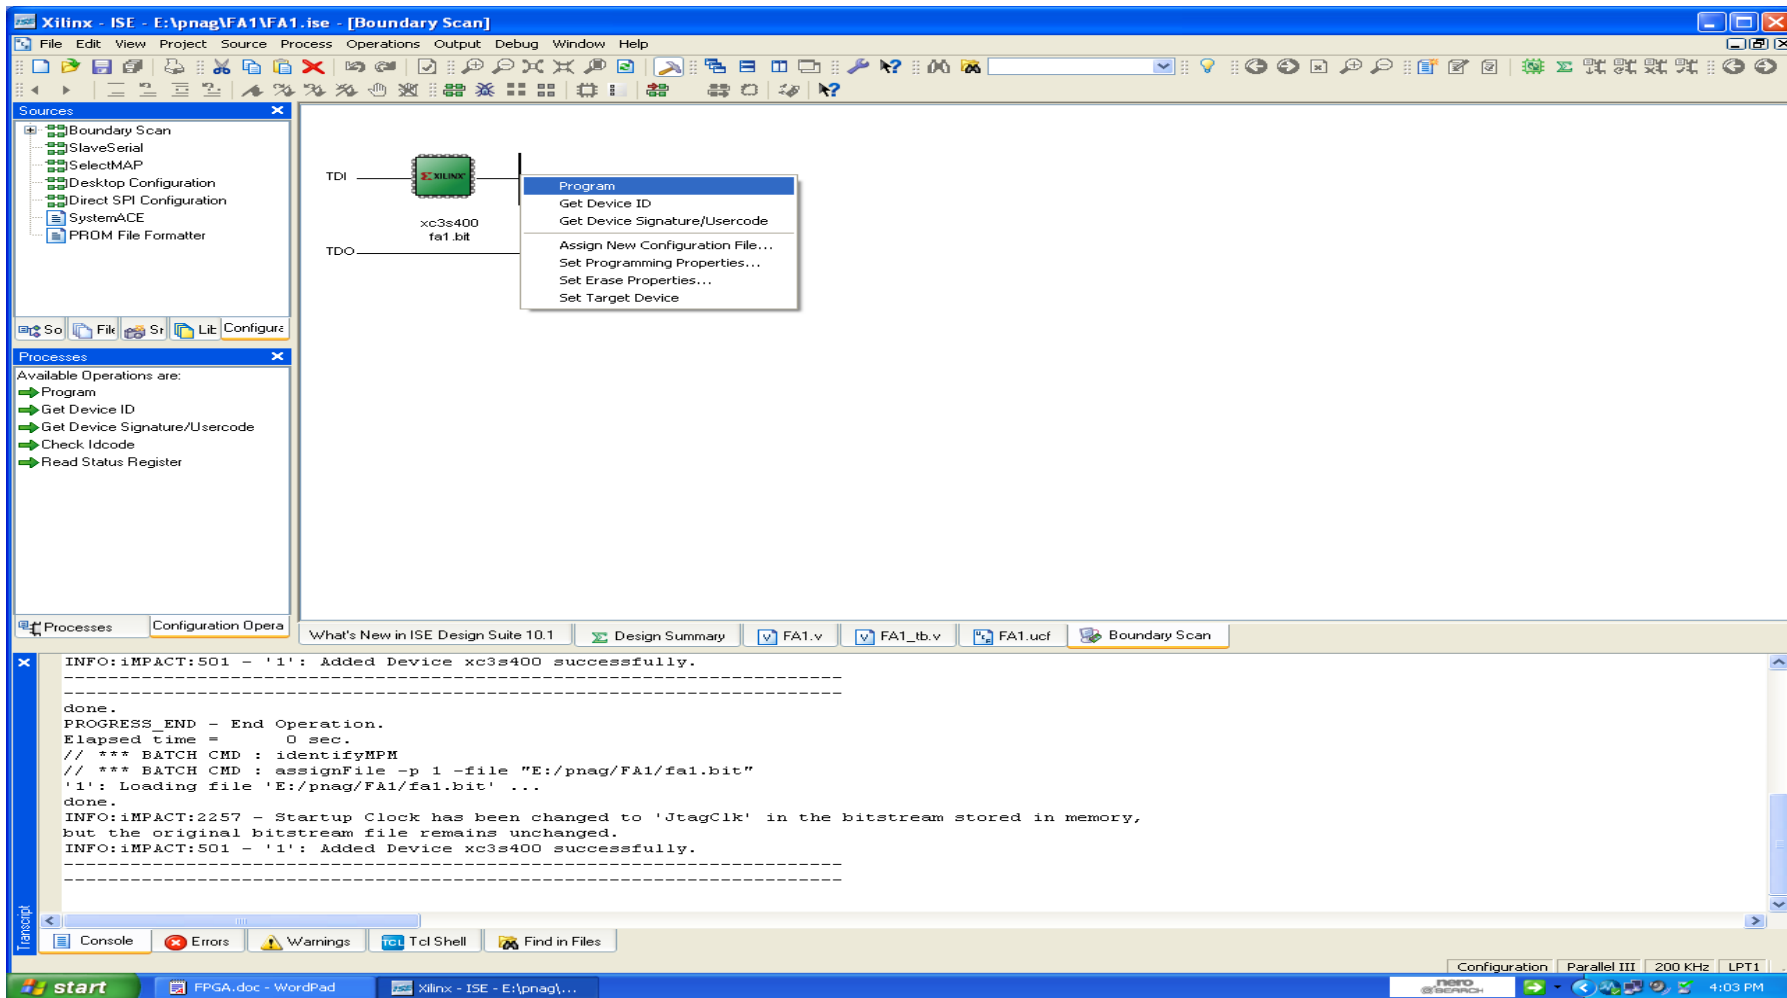 Xilinx - ISE - E:\pnag\FA1\FA1.ise - [Boundary Scan]
File Edit View Project Source Process Operations Output Debug Window Help
Sources
Boundary Scan
SlaveSerial
SelectMAP
Desktop Configuration
Direct SPI Configuration
SystemACE
PROM File Formatter
So File Sr Lit Configura
TDI
XILINX
xc3s400
fa1.bit
TDO
Program
Get Device ID
Get Device Signature/Usercode
Assign New Configuration File...
Set Programming Properties...
Set Erase Properties...
Set Target Device
Processes
Available Operations are:
Program
Get Device ID
Get Device Signature/Usercode
Check Idcode
Read Status Register
Processes Configuration Opera
What's New in ISE Design Suite 10.1 Design Summary FA1.v FA1_tb.v FA1.ucf Boundary Scan
INFO:iMPACT:501 - '1': Added Device xc3s400 successfully.
----------------------------------------------------------------------
----------------------------------------------------------------------
done.
PROGRESS_END - End Operation.
Elapsed time =      0 sec.
// *** BATCH CMD : identifyMPM
// *** BATCH CMD : assignFile -p 1 -file "E:/pnag/FA1/fa1.bit"
'1': Loading file 'E:/pnag/FA1/fa1.bit' ...
done.
INFO:iMPACT:2257 - Startup Clock has been changed to 'JtagClk' in the bitstream stored in memory,
but the original bitstream file remains unchanged.
INFO:iMPACT:501 - '1': Added Device xc3s400 successfully.
----------------------------------------------------------------------
----------------------------------------------------------------------
Transcript
Console Errors Warnings Tcl Shell Find in Files
Configuration Parallel III 200 KHz LPT1
start FPGA.doc - WordPad Xilinx - ISE - E:\pnag\... nero SEARCH 4:03 PM